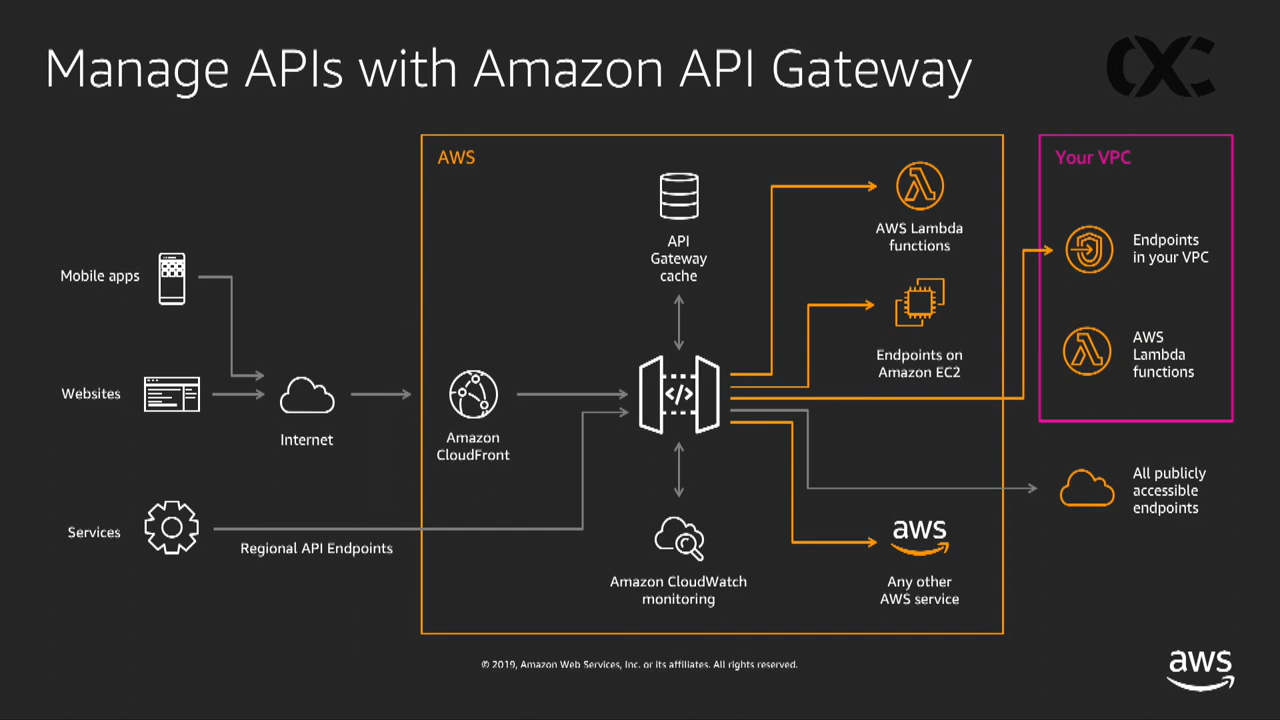 Manage APIs with Amazon API Gateway
CXC
AWS
Your VPC
API
Gateway
cache
AWS Lambda
functions
Endpoints
in your VPC
Mobile apps
AWS
Lambda
functions
Endpoints on
Amazon EC2
Websites
</>
Internet
Amazon
CloudFront
All publicly
accessible
endpoints
Services
Regional API Endpoints
aws
Amazon CloudWatch
monitoring
Any other
AWS service
© 2019, Amazon Web Services, Inc. or its affiliates. All rights reserved.
aws